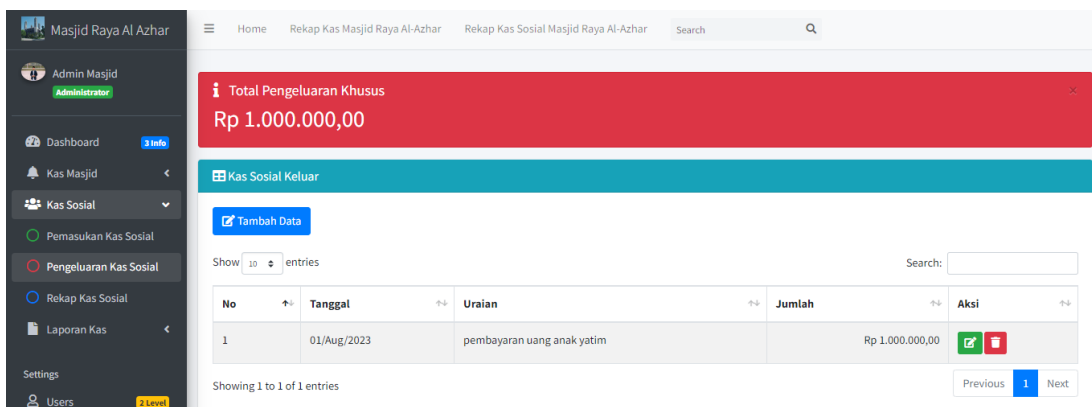 Masjid Raya Al Azhar
Home Rekap Kas Masjid Raya Al-Azhar Rekap Kas Sosial Masjid Raya Al-Azhar Search
Admin Masjid
Administrator
Dashboard 3 Info
Kas Masjid
Kas Sosial
Pemasukan Kas Sosial
Pengeluaran Kas Sosial
Rekap Kas Sosial
Laporan Kas
Settings
Users 2 Level
Total Pengeluaran Khusus ×
Rp 1.000.000,00
Kas Sosial Keluar
Tambah Data
Show 10 entries Search:
No Tanggal Uraian Jumlah Aksi
1 01/Aug/2023 pembayaran uang anak yatim Rp 1.000.000,00
Showing 1 to 1 of 1 entries Previous 1 Next